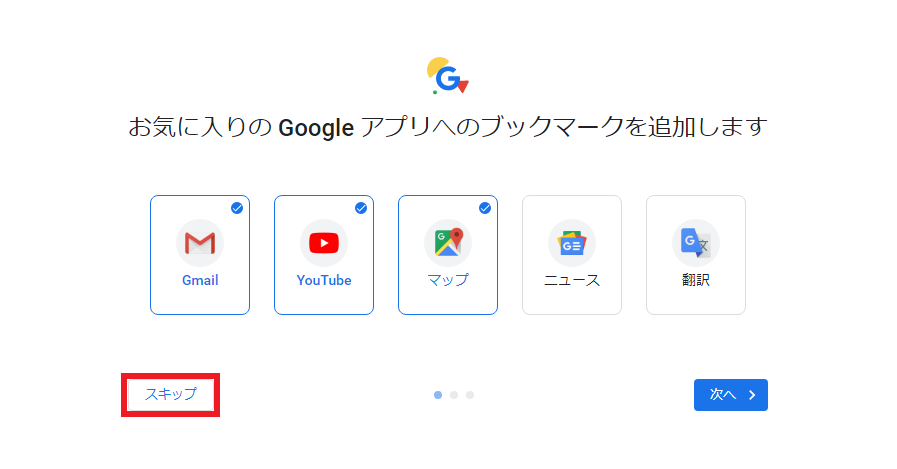 お気に入りの Google アプリへのブックマークを追加します
Gmail
YouTube
マップ
ニュース
翻訳
スキップ
次へ